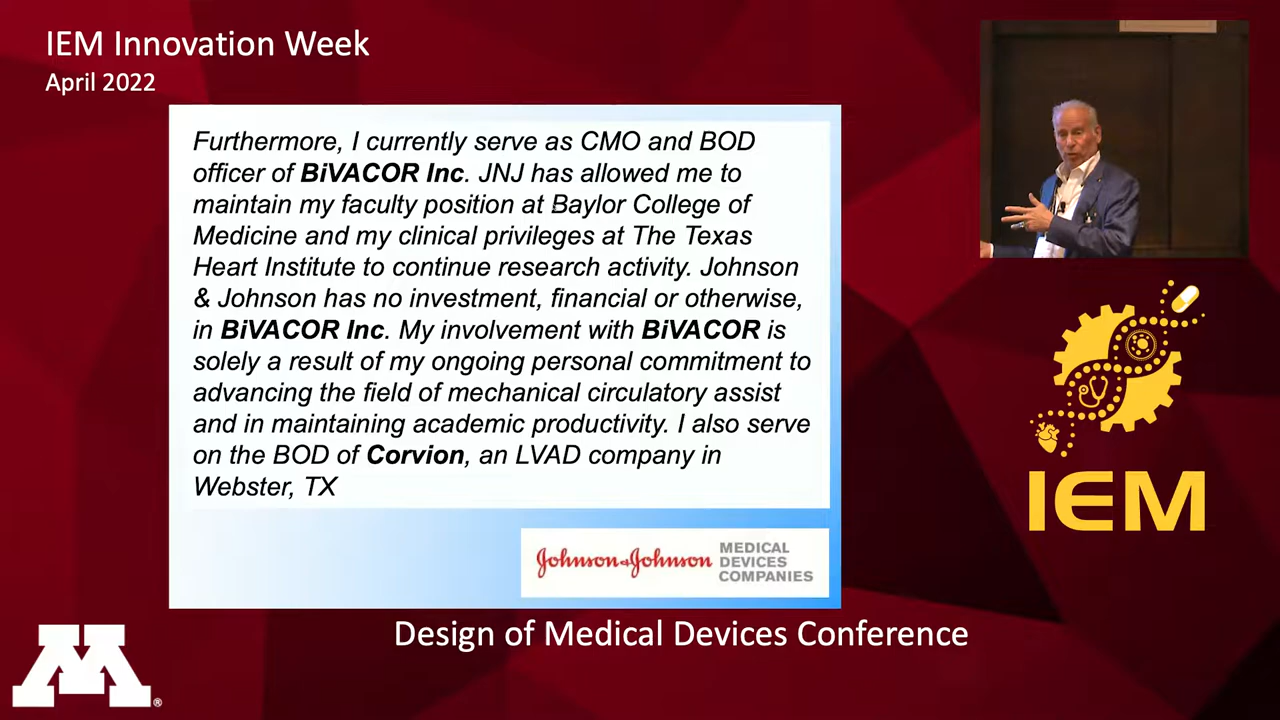 IEM Innovation Week
April 2022
Furthermore, I currently serve as CMO and BOD
officer of BiVACOR Inc. JNJ has allowed me to
maintain my faculty position at Baylor College of
Medicine and my clinical privileges at The Texas
Heart Institute to continue research activity. Johnson
& Johnson has no investment, financial or otherwise,
in BiVACOR Inc. My involvement with BiVACOR is
solely a result of my ongoing personal commitment to
advancing the field of mechanical circulatory assist
and in maintaining academic productivity. I also serve
on the BOD of Corvion, an LVAD company in
Webster, TX
Johnson & Johnson
MEDICAL
DEVICES
COMPANIES
IEM
Design of Medical Devices Conference
M®